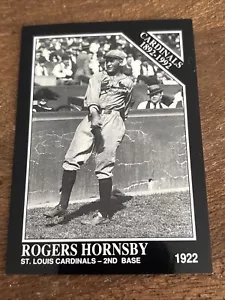 CARDINALS
1892-1992
ROGERS HORNSBY
ST. LOUIS CARDINALS – 2ND BASE 1922